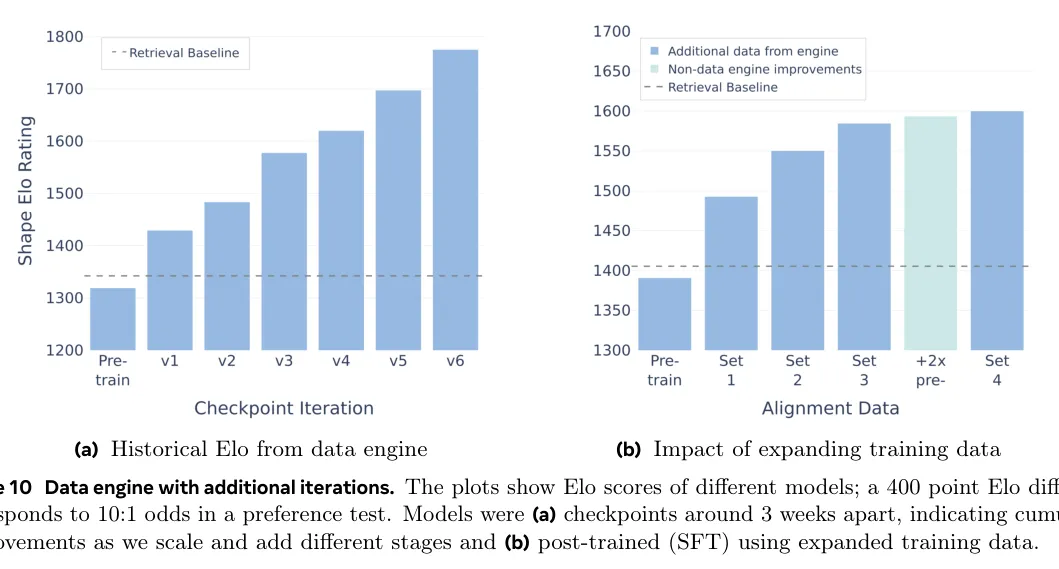 1800
1700
1600
1500
1400
1300
1200
Shape Elo Rating
Retrieval Baseline
Pre-
train
v1
v2
v3
v4
v5
v6
Checkpoint Iteration
(a) Historical Elo from data engine
1700
1650
1600
1550
1500
1450
1400
1350
1300
Additional data from engine
Non-data engine improvements
Retrieval Baseline
Pre-
train
Set
1
Set
2
Set
3
+2x
pre-
Set
4
Alignment Data
(b) Impact of expanding training data
e 10 Data engine with additional iterations. The plots show Elo scores of different models; a 400 point Elo diff
sponds to 10:1 odds in a preference test. Models were (a) checkpoints around 3 weeks apart, indicating cumu
ovements as we scale and add different stages and (b) post-trained (SFT) using expanded training data.